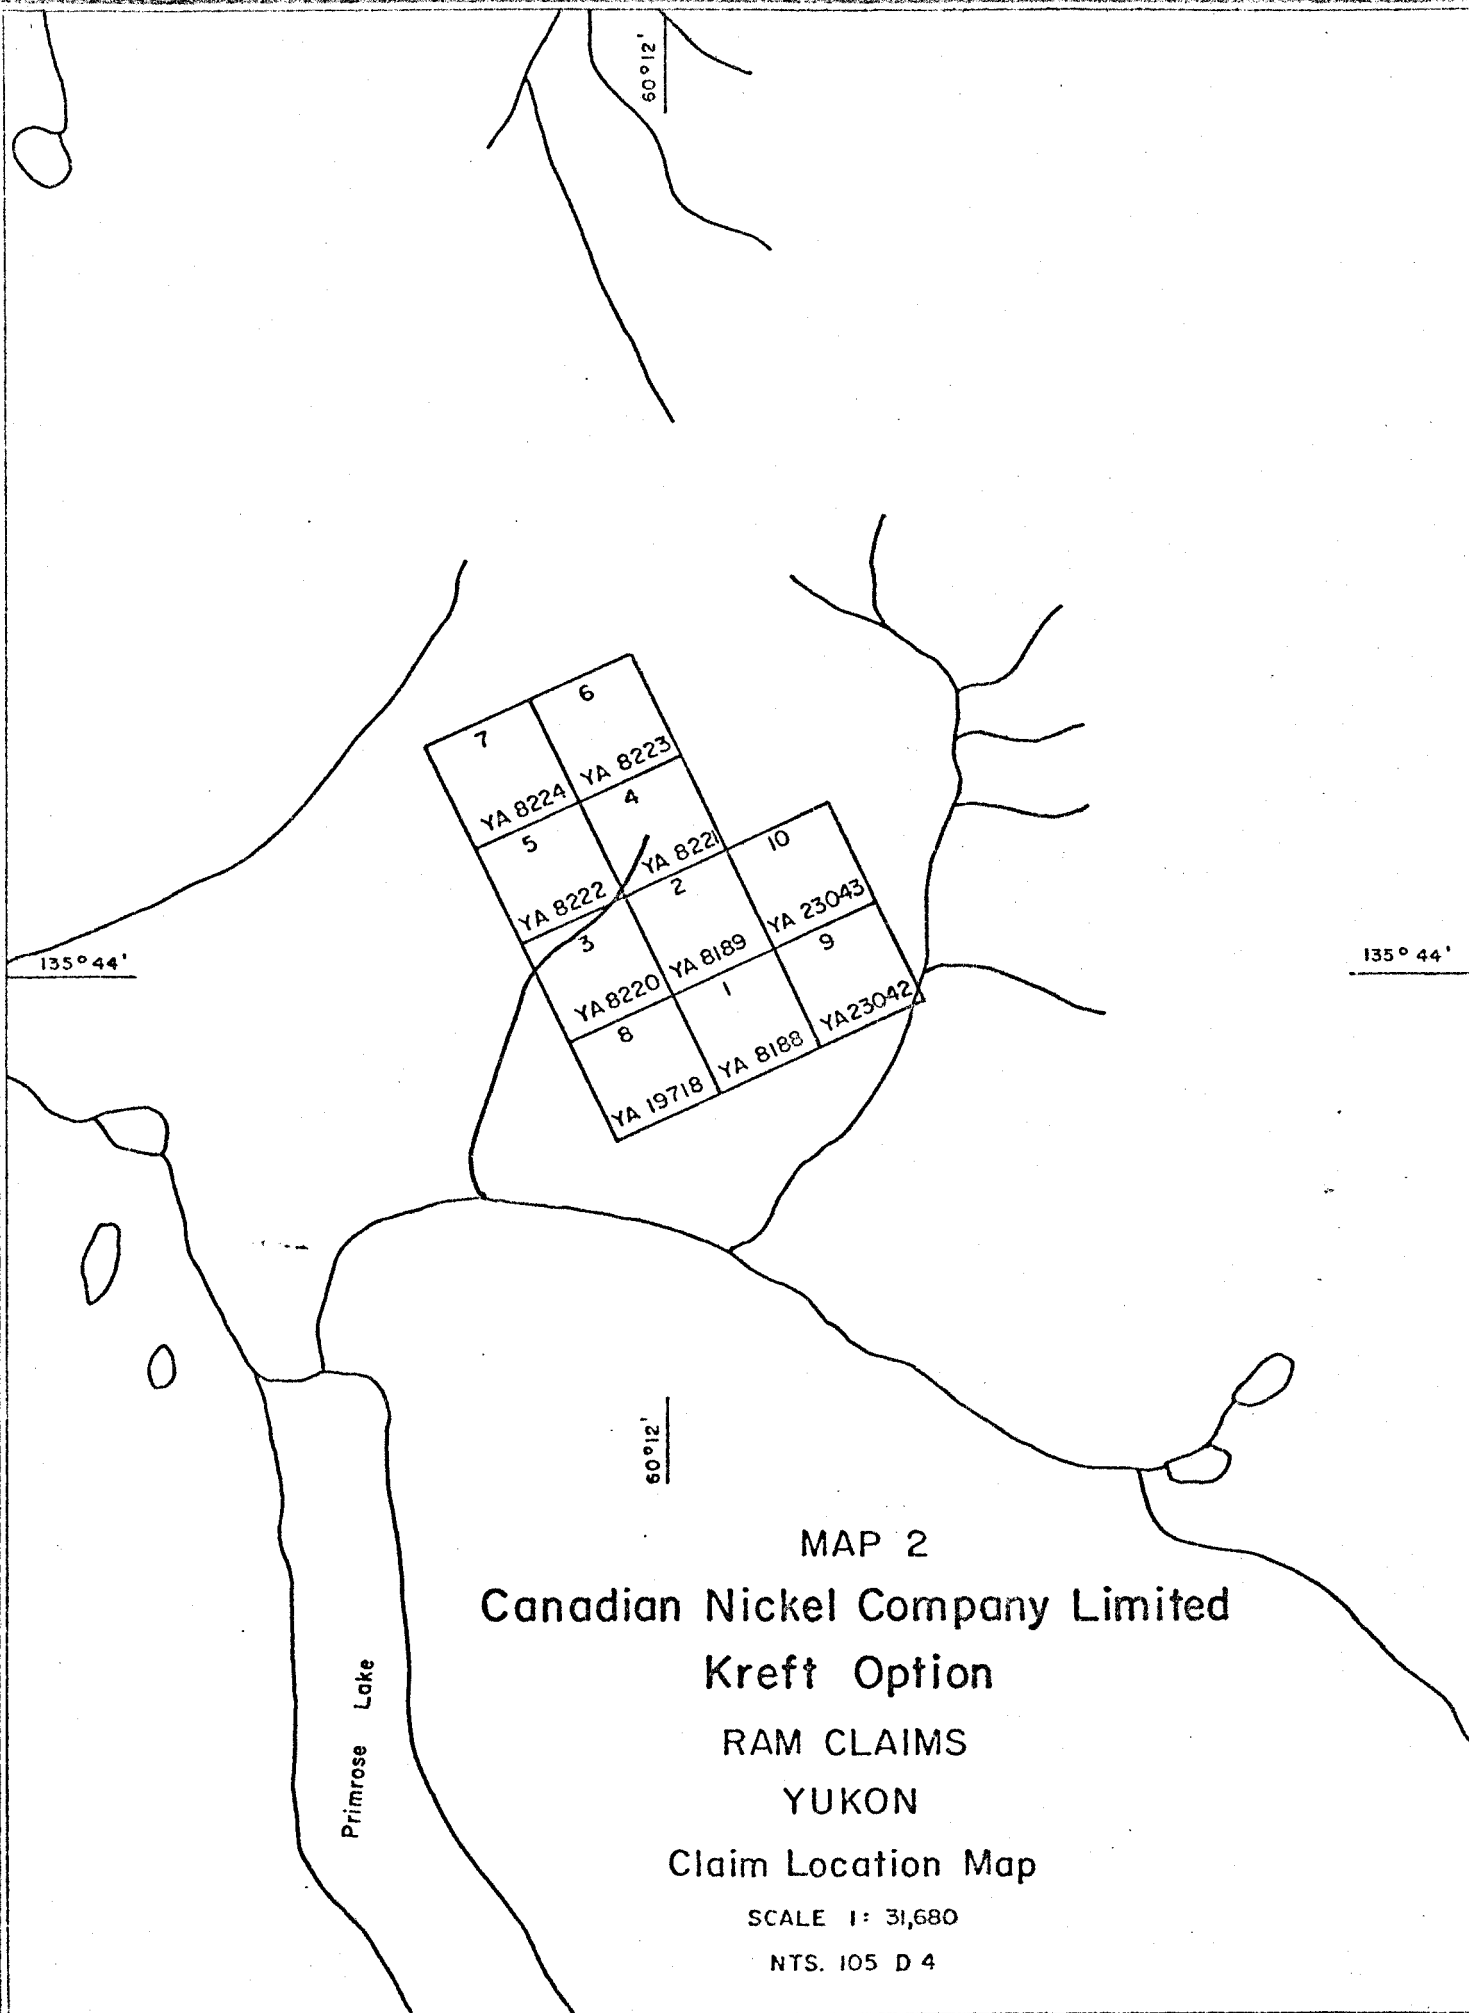 60°12'
6
7
YA 8223
YA 8224
4
5
10
YA 8221
YA 8222
2
YA 23043
3
9
YA 8189
135°44'
135°44'
YA 8220
1
YA 23042
8
YA 8188
YA 19718
60°12'
MAP 2
Canadian Nickel Company Limited
Kreft Option
RAM CLAIMS
YUKON
Claim Location Map
SCALE 1: 31,680
NTS. 105 D 4
Primrose Lake